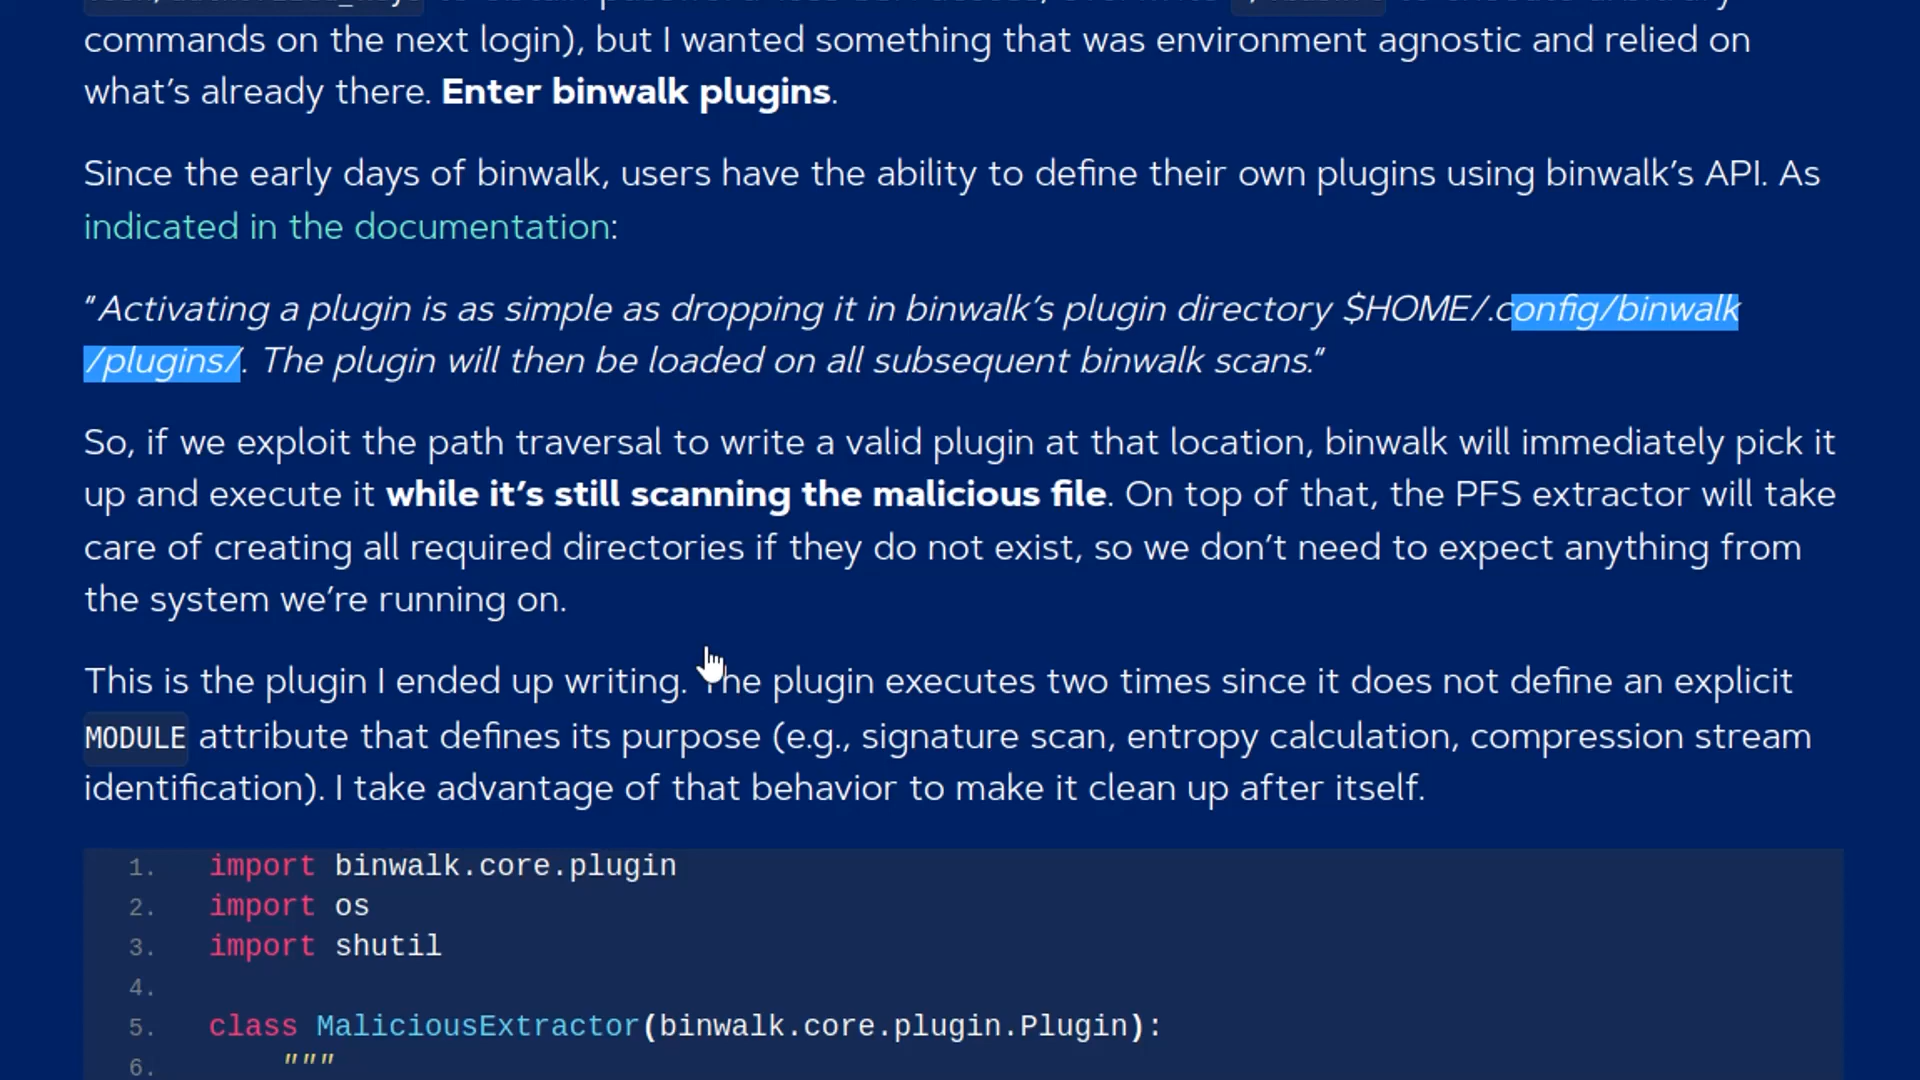 commands on the next login), but I wanted something that was environment agnostic and relied on
what's already there. Enter binwalk plugins.
Since the early days of binwalk, users have the ability to define their own plugins using binwalk's API. As
indicated in the documentation:
"Activating a plugin is as simple as dropping it in binwalk's plugin directory $HOME/.config/binwalk
/plugins/. The plugin will then be loaded on all subsequent binwalk scans."
So, if we exploit the path traversal to write a valid plugin at that location, binwalk will immediately pick it
up and execute it while it's still scanning the malicious file. On top of that, the PFS extractor will take
care of creating all required directories if they do not exist, so we don't need to expect anything from
the system we're running on.
This is the plugin I ended up writing. The plugin executes two times since it does not define an explicit
MODULE attribute that defines its purpose (e.g., signature scan, entropy calculation, compression stream
identification). I take advantage of that behavior to make it clean up after itself.
1. import binwalk.core.plugin
2. import os
3. import shutil
4.
5. class MaliciousExtractor(binwalk.core.plugin.Plugin):
6. """